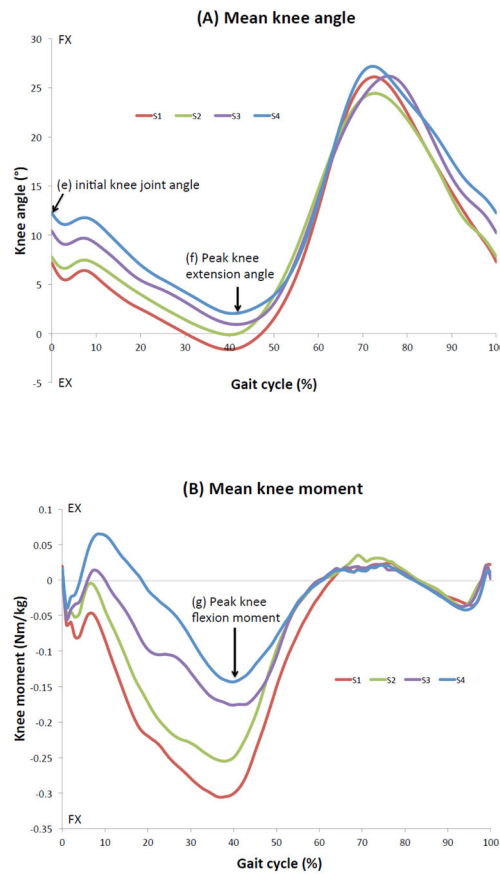 (A) Mean knee angle
30
FX
25
S1 S2 S3 S4
20
15
(e) initial knee joint angle
10
(f) Peak knee
extension angle
5
0
-5
EX
0 10 20 30 40 50 60 70 80 90 100
Knee angle (°)
Gait cycle (%)
(B) Mean knee moment
EX
0.1
0.05
0
-0.05
(g) Peak knee
flexion moment
-0.1
-0.15
S1 S2 S3 S4
-0.2
-0.25
-0.3
-0.35
FX
0 10 20 30 40 50 60 70 80 90 100
Knee moment (Nm/kg)
Gait cycle (%)